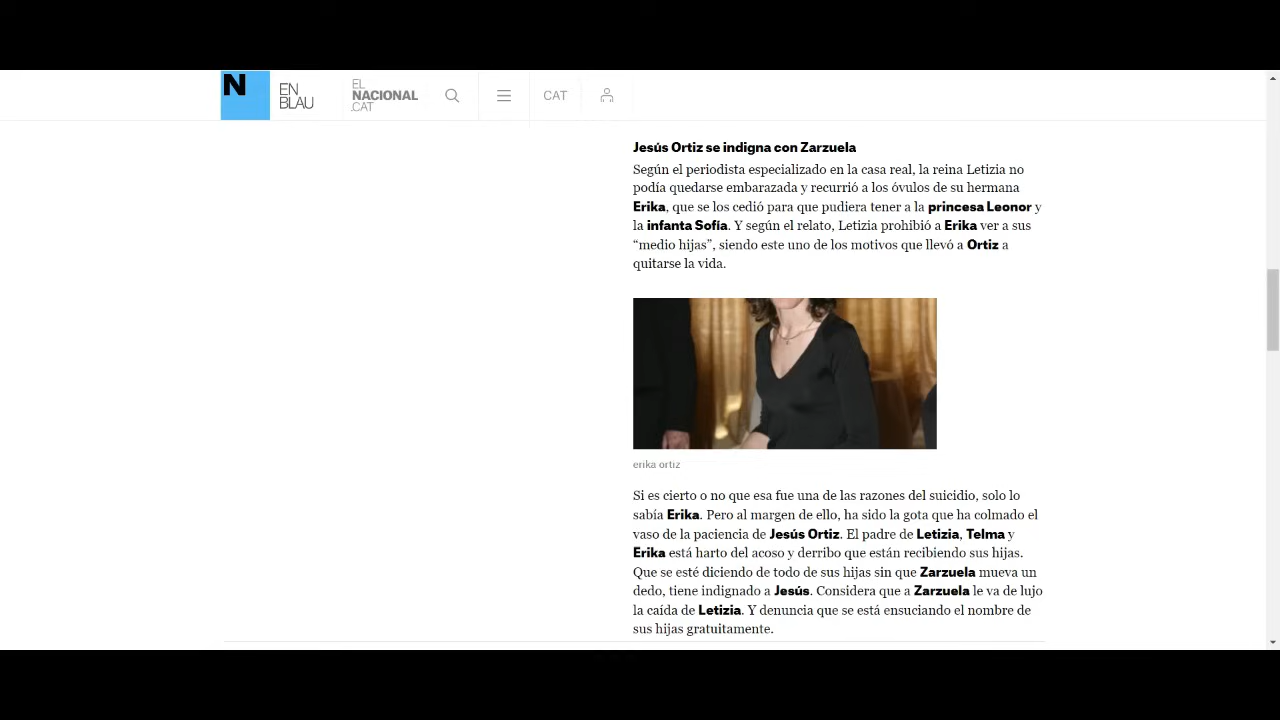 N
EN
BLAU
EL
NACIONAL
.CAT
CAT
Jesús Ortiz se indigna con Zarzuela
Según el periodista especializado en la casa real, la reina Letizia no
podía quedarse embarazada y recurrió a los óvulos de su hermana
Erika, que se los cedió para que pudiera tener a la princesa Leonor y
la infanta Sofía. Y según el relato, Letizia prohibió a Erika ver a sus
“medio hijas”, siendo este uno de los motivos que llevó a Ortiz a
quitarse la vida.
erika ortiz
Si es cierto o no que esa fue una de las razones del suicidio, solo lo
sabía Erika. Pero al margen de ello, ha sido la gota que ha colmado el
vaso de la paciencia de Jesús Ortiz. El padre de Letizia, Telma y
Erika está harto del acoso y derribo que están recibiendo sus hijas.
Que se esté diciendo de todo de sus hijas sin que Zarzuela mueva un
dedo, tiene indignado a Jesús. Considera que a Zarzuela le va de lujo
la caída de Letizia. Y denuncia que se está ensuciando el nombre de
sus hijas gratuitamente.